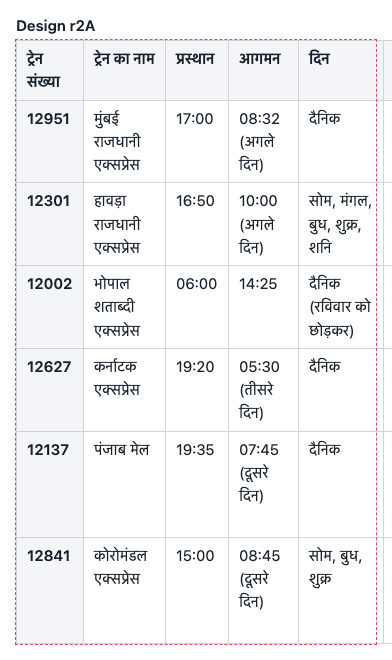 Design r2A
ट्रेन संख्या | ट्रेन का नाम | प्रस्थान | आगमन | दिन
12951 | मुंबई राजधानी एक्सप्रेस | 17:00 | 08:32 (अगले दिन) | दैनिक
12301 | हावड़ा राजधानी एक्सप्रेस | 16:50 | 10:00 (अगले दिन) | सोम, मंगल, बुध, शुक्र, शनि
12002 | भोपाल शताब्दी एक्सप्रेस | 06:00 | 14:25 | दैनिक (रविवार को छोड़कर)
12627 | कर्नाटक एक्सप्रेस | 19:20 | 05:30 (तीसरे दिन) | दैनिक
12137 | पंजाब मेल | 19:35 | 07:45 (दूसरे दिन) | दैनिक
12841 | कोरोमंडल एक्सप्रेस | 15:00 | 08:45 (दूसरे दिन) | सोम, बुध, शुक्र